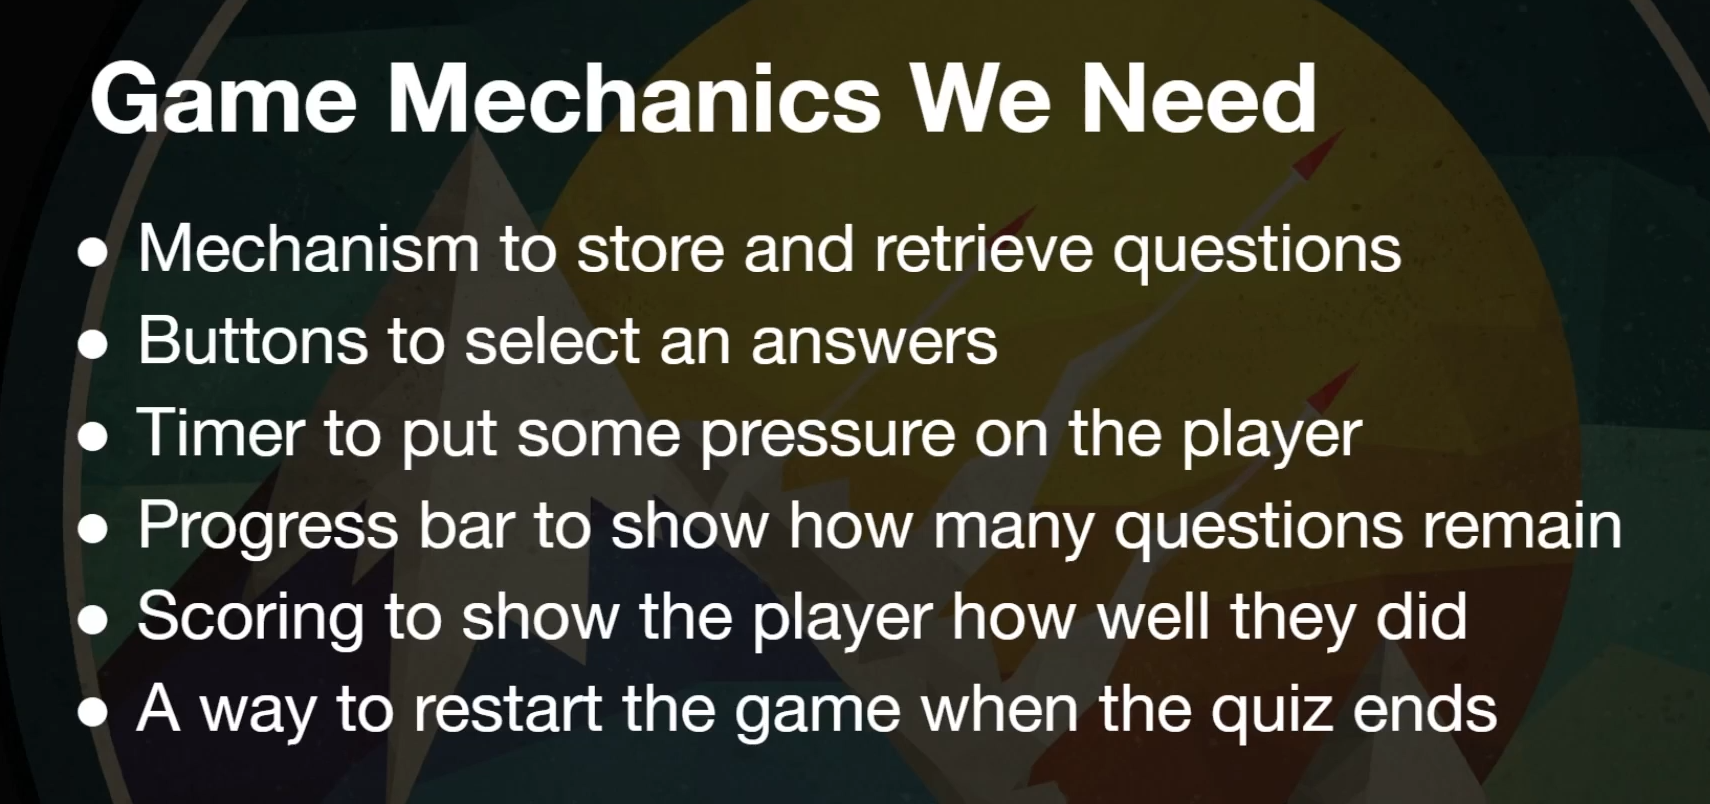 Game Mechanics We Need
● Mechanism to store and retrieve questions
● Buttons to select an answers
● Timer to put some pressure on the player
● Progress bar to show how many questions remain
● Scoring to show the player how well they did
● A way to restart the game when the quiz ends